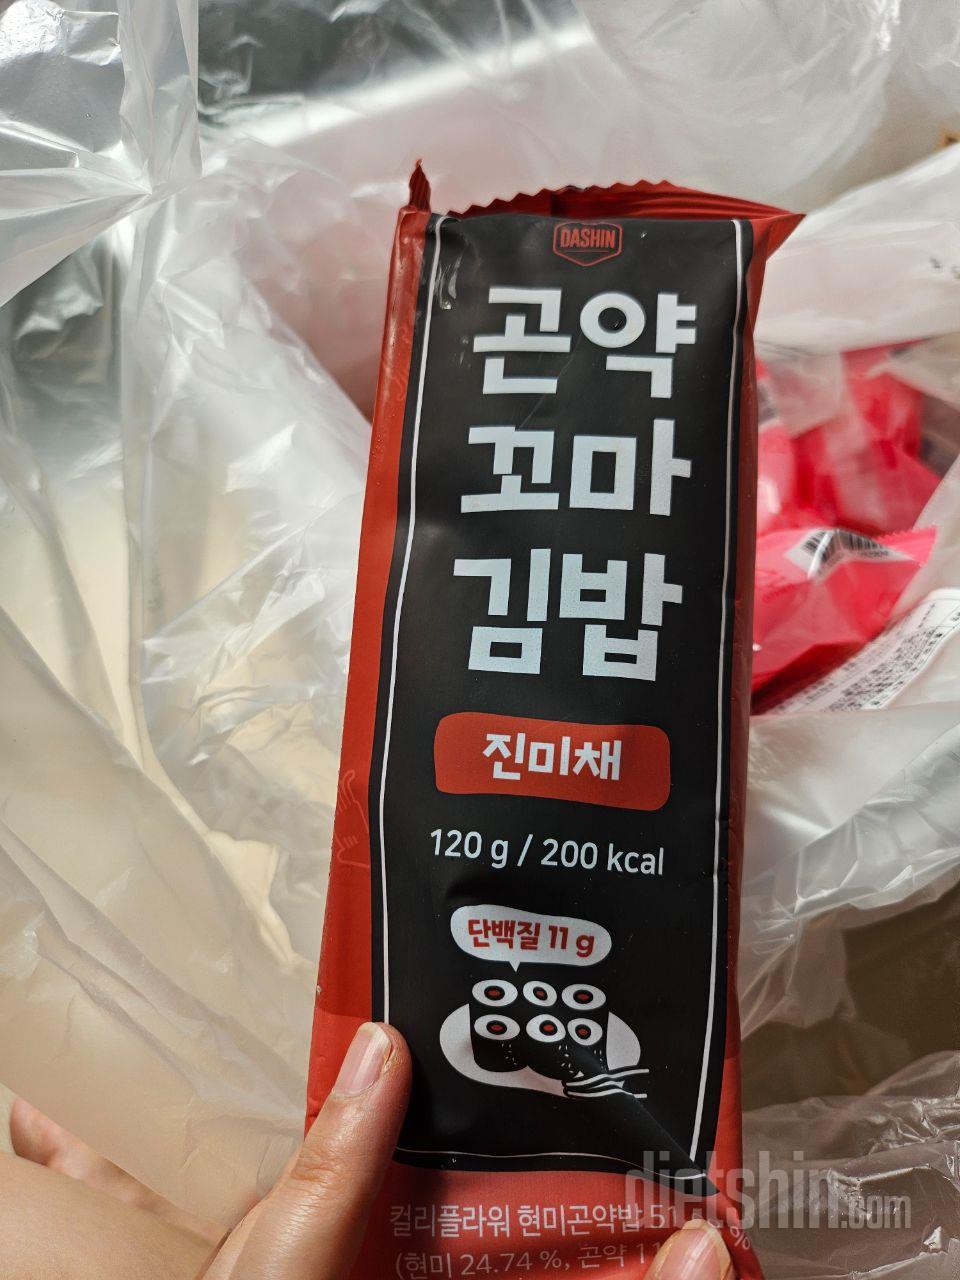 DASHIN
곤약
꼬마
김밥
진미채
120 g / 200 kcal
단백질 11 g
컬리플라워 현미곤약밥 %
(현미 24.74 %, 곤약
dietshin.com